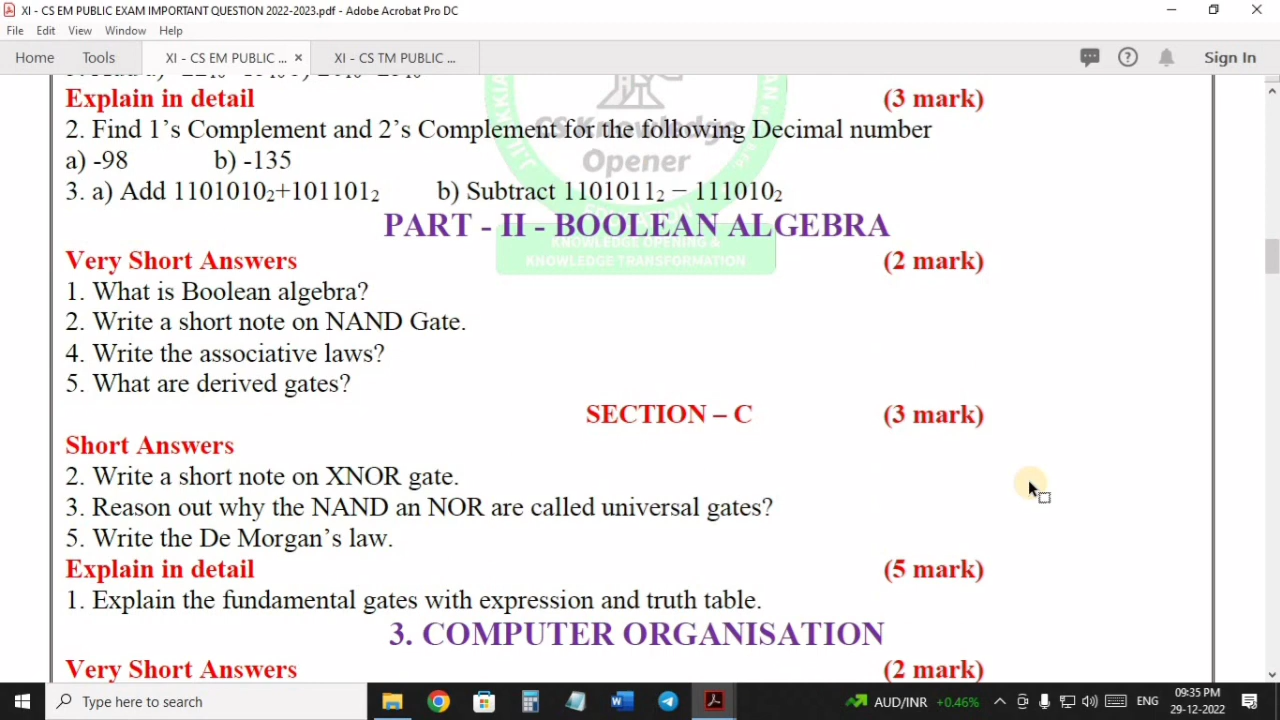 XI - CS EM PUBLIC EXAM IMPORTANT QUESTION 2022-2023.pdf - Adobe Acrobat Pro DC
File Edit View Window Help
Home Tools XI - CS EM PUBLIC ... × XI - CS TM PUBLIC ... Sign In
Explain in detail (3 mark)
2. Find 1’s Complement and 2’s Complement for the following Decimal number
a) -98 b) -135
3. a) Add 1101010₂+101101₂ b) Subtract 1101011₂ − 111010₂
CS Knowledge
Opener
PART - II - BOOLEAN ALGEBRA
KNOWLEDGE OPENING &
KNOWLEDGE TRANSFORMATION
Very Short Answers (2 mark)
1. What is Boolean algebra?
2. Write a short note on NAND Gate.
4. Write the associative laws?
5. What are derived gates?
SECTION – C (3 mark)
Short Answers
2. Write a short note on XNOR gate.
3. Reason out why the NAND an NOR are called universal gates?
5. Write the De Morgan’s law.
Explain in detail (5 mark)
1. Explain the fundamental gates with expression and truth table.
3. COMPUTER ORGANISATION
Very Short Answers (2 mark)
Type here to search AUD/INR +0.46% ENG 09:35 PM
29-12-2022